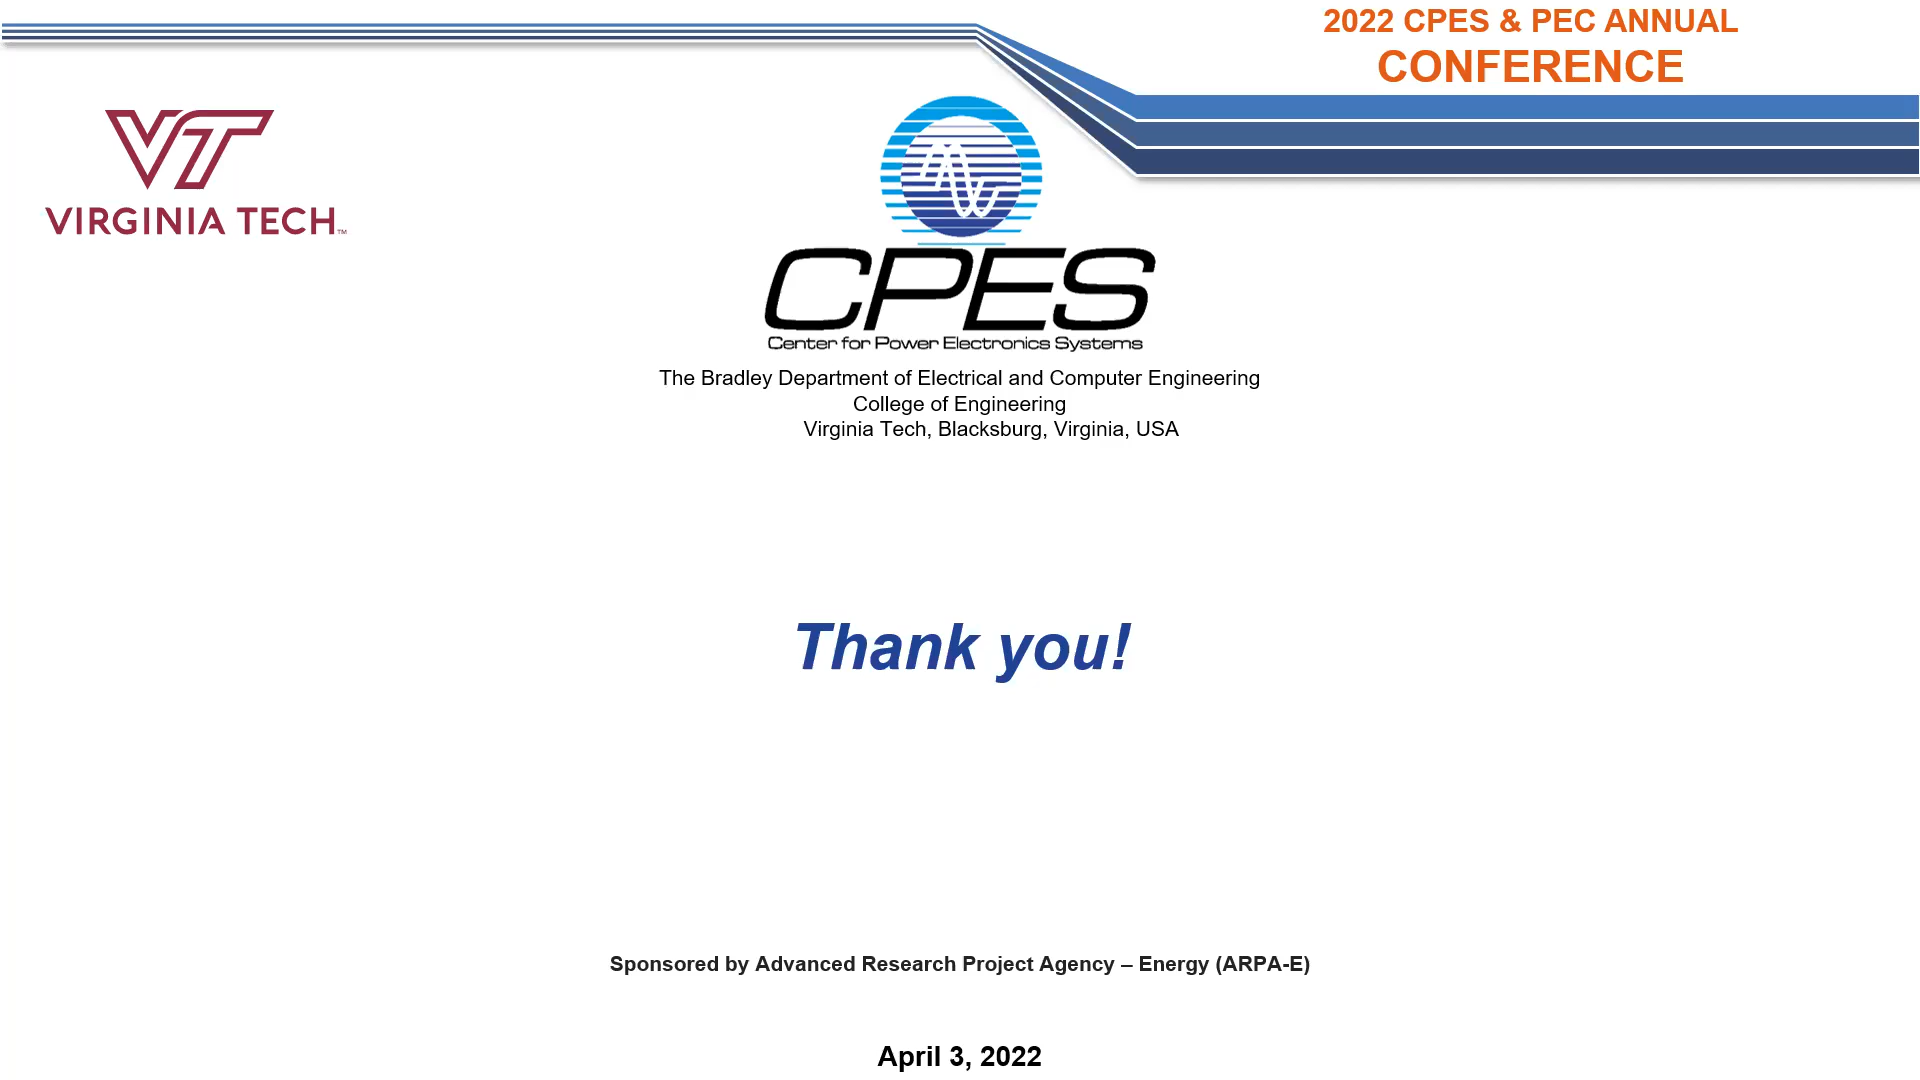 2022 CPES & PEC ANNUAL
CONFERENCE
VT
VIRGINIA TECH™
CPES
Center for Power Electronics Systems
The Bradley Department of Electrical and Computer Engineering
College of Engineering
Virginia Tech, Blacksburg, Virginia, USA
Thank you!
Sponsored by Advanced Research Project Agency – Energy (ARPA-E)
April 3, 2022